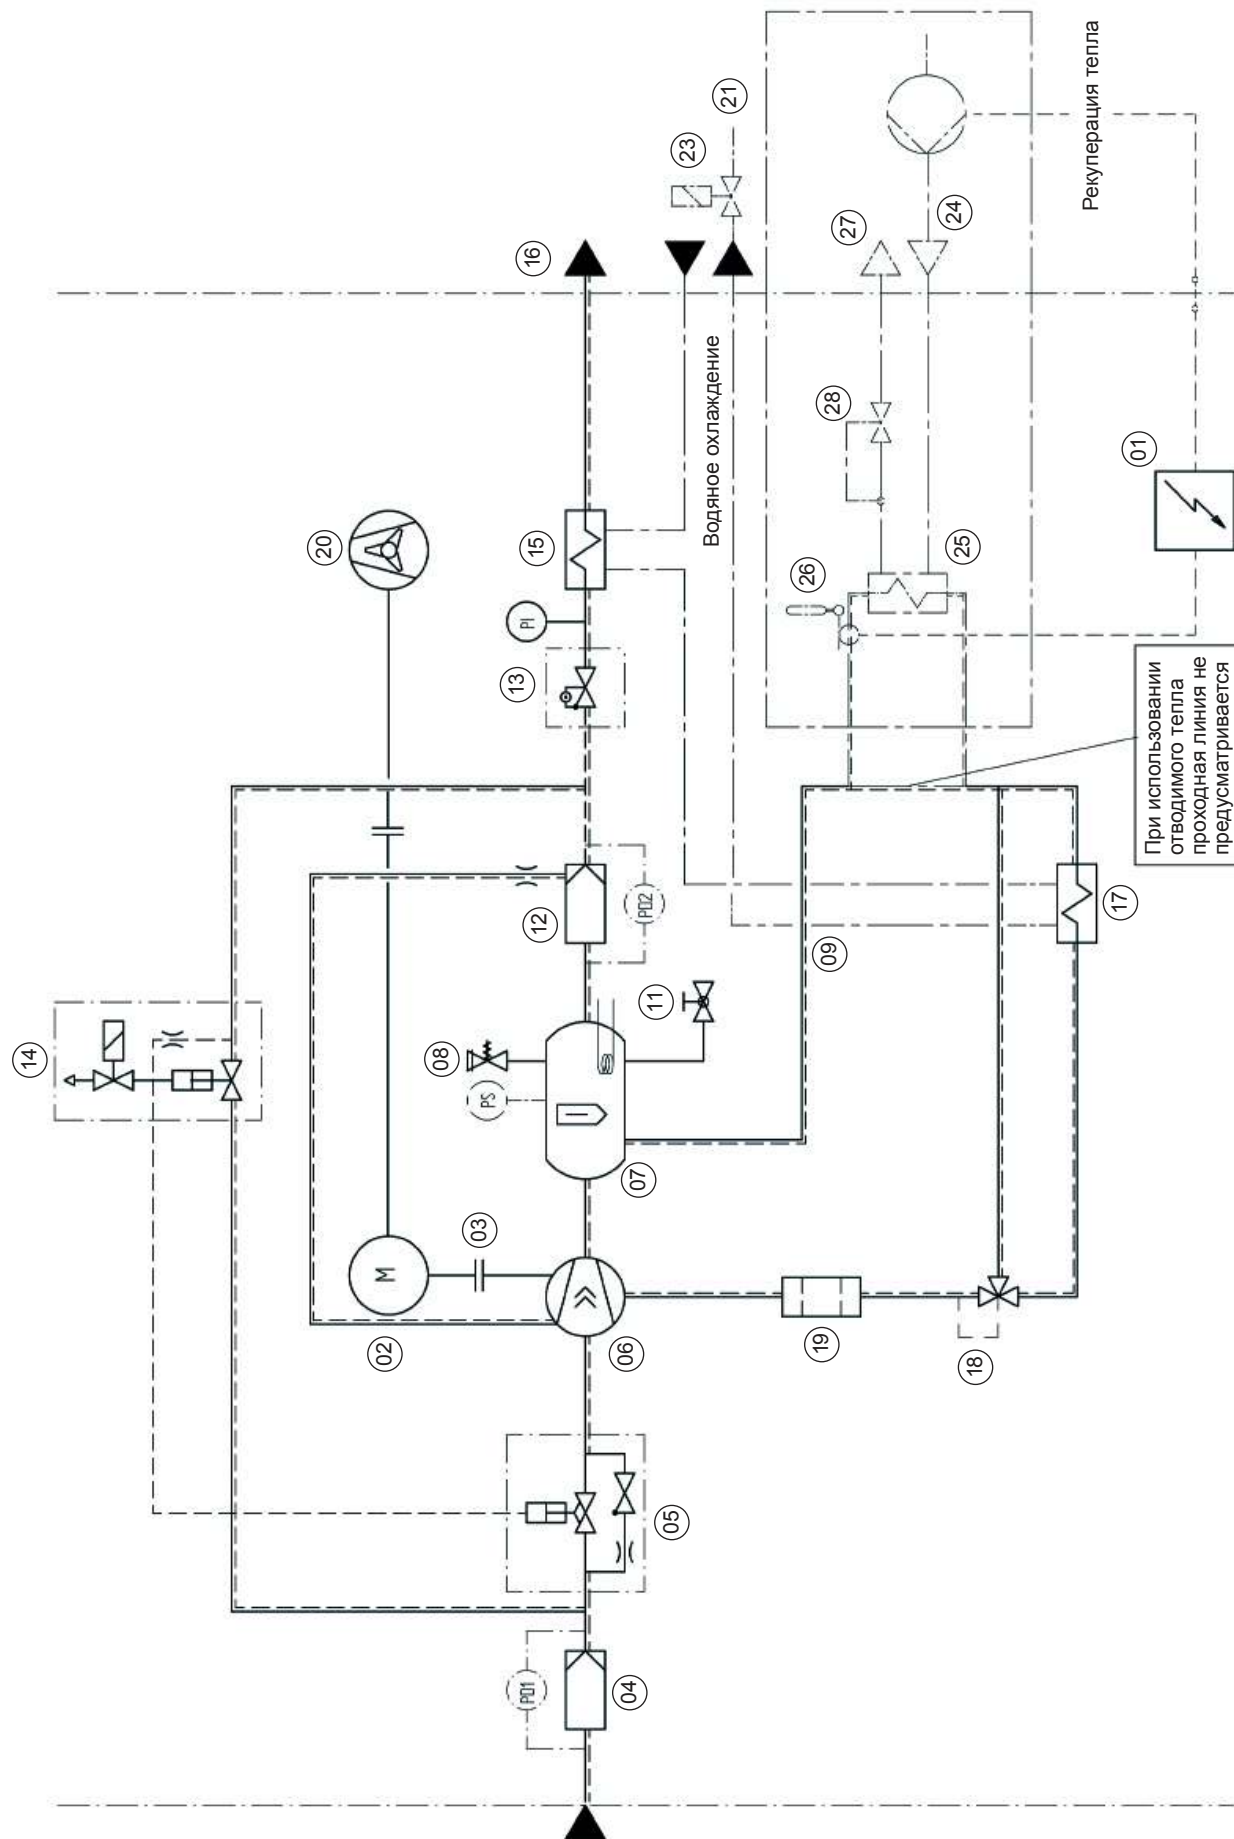 14
20
02
M
08
03
PS
13
PD1
PI
16
15
12
06
04
07
PD2
11
05
23
Водяное охлаждение
21
26
19
09
28
27
24
25
18
Рекуперация тепла
17
01
При использовании
отводимого тепла
проходная линия не
предусматривается